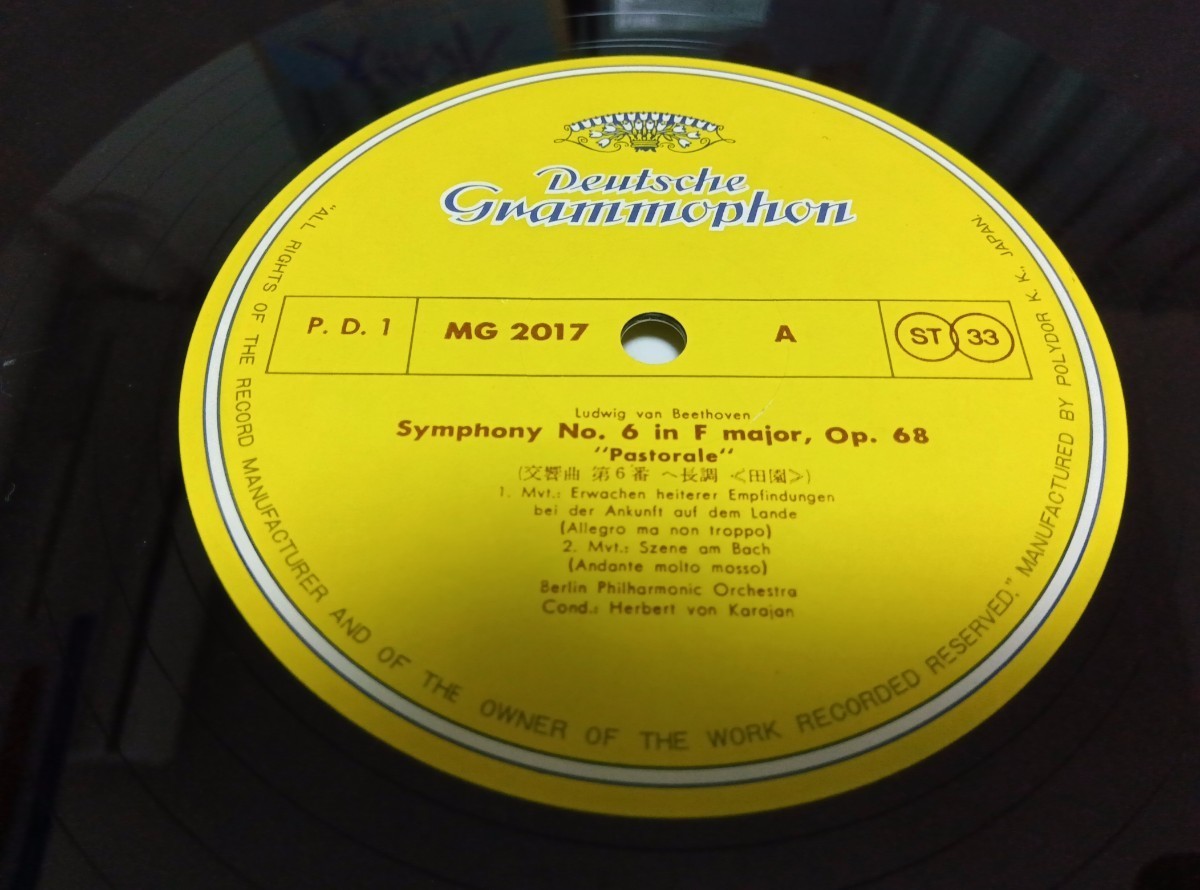 Deutsche
Grammophon
P. D. 1
MG 2017
A
ST 33
Ludwig van Beethoven
Symphony No. 6 in F major, Op. 68
"Pastorale"
(交響曲 第6番 ヘ長調 <田園>)
1. Mvt.: Erwachen heiterer Empfindungen
bei der Ankunft auf dem Lande
(Allegro ma non troppo)
2. Mvt.: Szene am Bach
(Andante molto mosso)
Berlin Philharmonic Orchestra
Cond.: Herbert von Karajan
"ALL RIGHTS OF THE RECORD MANUFACTURER AND OF THE OWNER OF THE WORK RECORDED RESERVED," MANUFACTURED BY POLYDOR K. K., JAPAN.